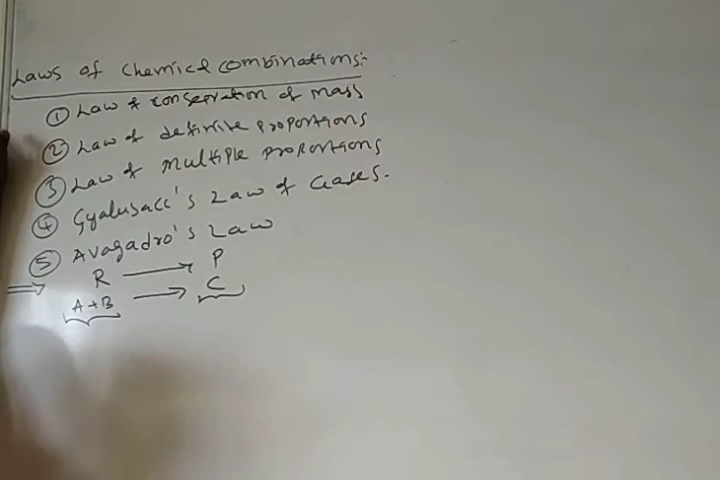 Laws of Chemical Combinations:-
① Law of conservation of mass
② Law of definite proportions
③ Law of multiple proportions
④ Gyalusacc's Law of Gases.
⑤ Avagadro's Law
R → P
⇒ A+B → C